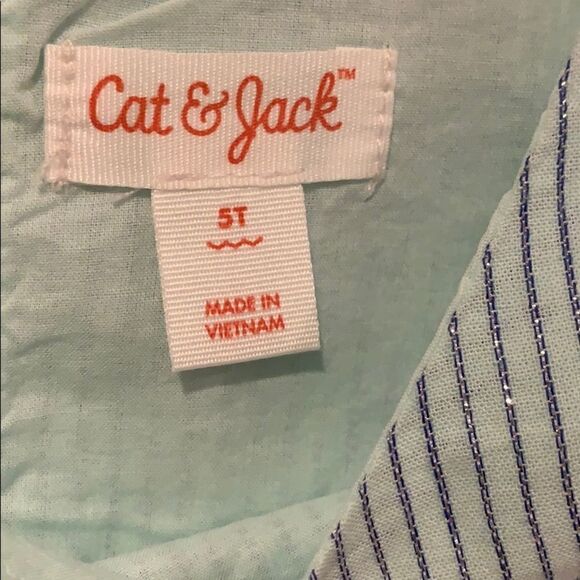 Cat & Jack™
5T
MADE IN
VIETNAM